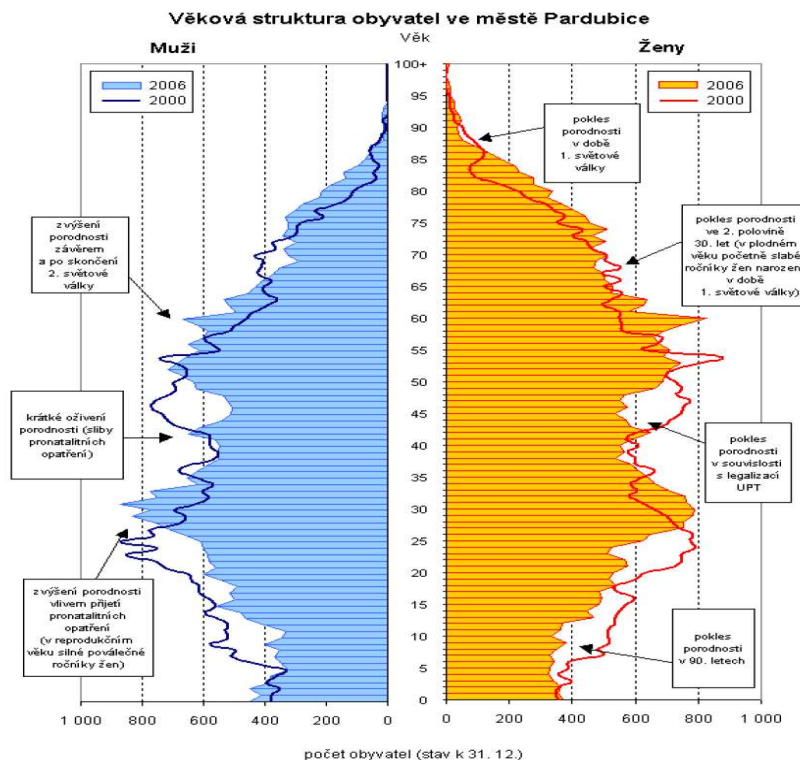 Věková struktura obyvatel ve městě Pardubice
Muži
Věk
Ženy
2006
2000
2006
2000
100+
95
90
85
80
75
70
65
60
55
50
45
40
35
30
25
20
15
10
5
0
zvýšení
porodnosti
závěrem
a po skončení
2. světové
války
krátké oživení
porodnosti (sliby
pronatalitních
opatření)
zvýšení porodnosti
vlivem přijetí
pronatalitních
opatření
(v reprodukčním
věku silné poválečné
ročníky žen)
pokles
porodnosti
v době
1. světové
války
pokles porodnosti
ve 2. polovině
30. let (v plodném
věku početně slabé
ročníky žen narozen
v době
1. světové války)
pokles
porodnosti
v souvislosti
s legalizací
UPT
pokles
porodnosti
v 90. letech
1 000 800 600 400 200 0
0 200 400 600 800 1 000
počet obyvatel (stav k 31. 12.)